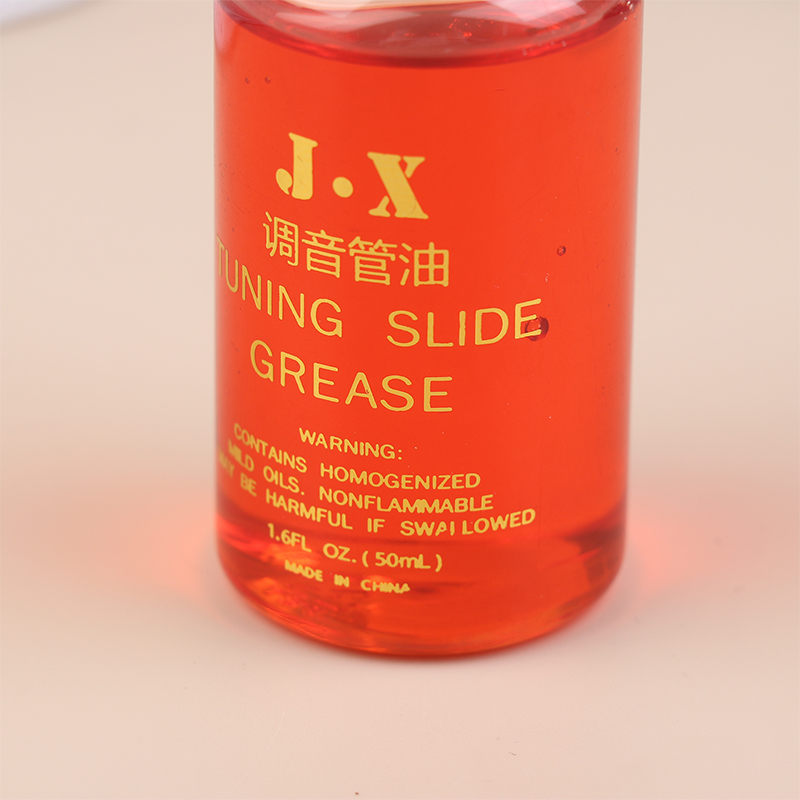 J·X
调音管油
TUNING SLIDE
GREASE
WARNING:
CONTAINS HOMOGENIZED
MILD OILS. NONFLAMMABLE
MAY BE HARMFUL IF SWALLOWED
1.6FL OZ. (50mL)
MADE IN CHINA